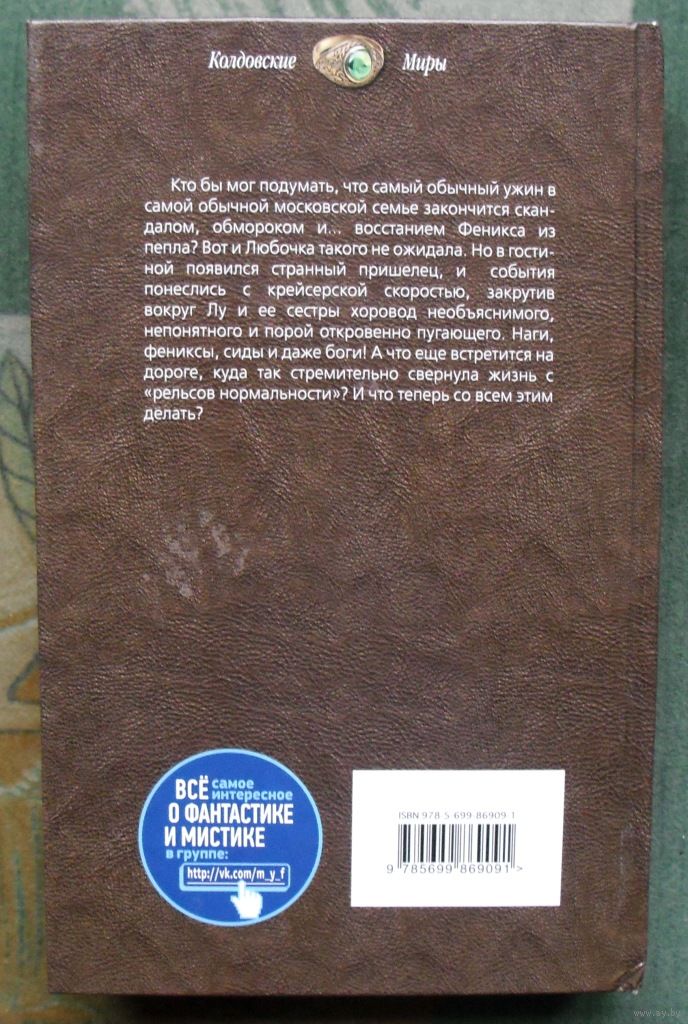 Колдовские Миры
Кто бы мог подумать, что самый обычный ужин в
самой обычной московской семье закончится скан-
далом, обмороком и... восстанием Феникса из
пепла? Вот и Любочка такого не ожидала. Но в гости-
ной появился странный пришелец, и события
понеслись с крейсерской скоростью, закрутив
вокруг Лу и ее сестры хоровод необъяснимого,
непонятного и порой откровенно пугающего. Наги,
фениксы, сиды и даже боги! А что еще встретится на
дороге, куда так стремительно свернула жизнь с
«рельсов нормальности»? И что теперь со всем этим
делать?
ВСЁ самое
интересное
О ФАНТАСТИКЕ
И МИСТИКЕ
в группе:
http://vk.com/m_y_f
ISBN 978-5-699-86909-1
9 785699 869091 >
www.ay.by